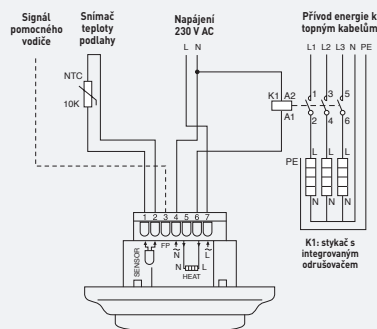 Signál
pomocného
vodiče
Snímač
teploty
podlahy
Napájení
230 V AC
Přívod energie k
topným kabelům
L N
L1 L2 L3 N PE
NTC
10K
K1 A2
A1
1 3 5
2 4 6
L L L
PE
N N N
1 2 3 4 5 6 7
FP N L
SENSOR
N L
HEAT
K1: stykač s
integrovaným
odrušovačem